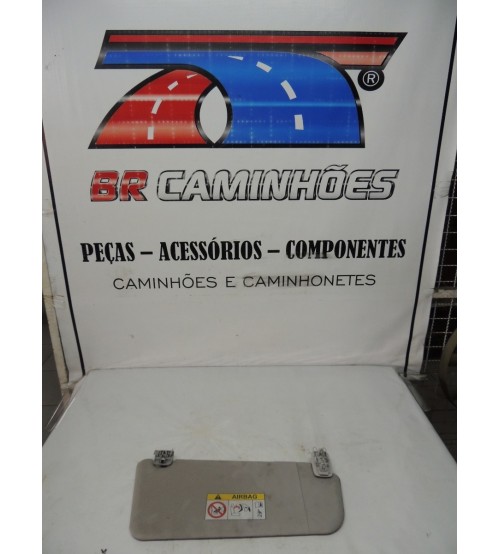 ®
BR CAMINHÕES
PEÇAS – ACESSÓRIOS – COMPONENTES
CAMINHÕES E CAMINHONETES
AIRBAG